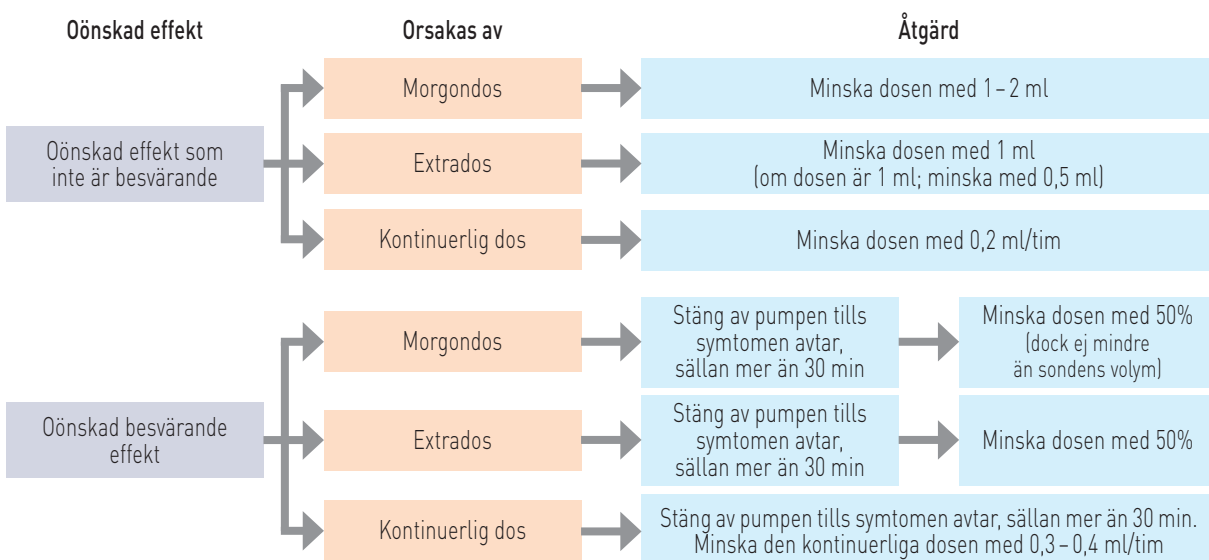 Oönskad effekt
Orsakas av
Åtgärd
Oönskad effekt som
inte är besvärande
Morgondos
Minska dosen med 1–2 ml
Extrados
Minska dosen med 1 ml
(om dosen är 1 ml; minska med 0,5 ml)
Kontinuerlig dos
Minska dosen med 0,2 ml/tim
Oönskad besvärande
effekt
Morgondos
Stäng av pumpen tills
symtomen avtar,
sällan mer än 30 min
Minska dosen med 50%
(dock ej mindre
än sondens volym)
Extrados
Stäng av pumpen tills
symtomen avtar,
sällan mer än 30 min
Minska dosen med 50%
Kontinuerlig dos
Stäng av pumpen tills symtomen avtar, sällan mer än 30 min.
Minska den kontinuerliga dosen med 0,3–0,4 ml/tim